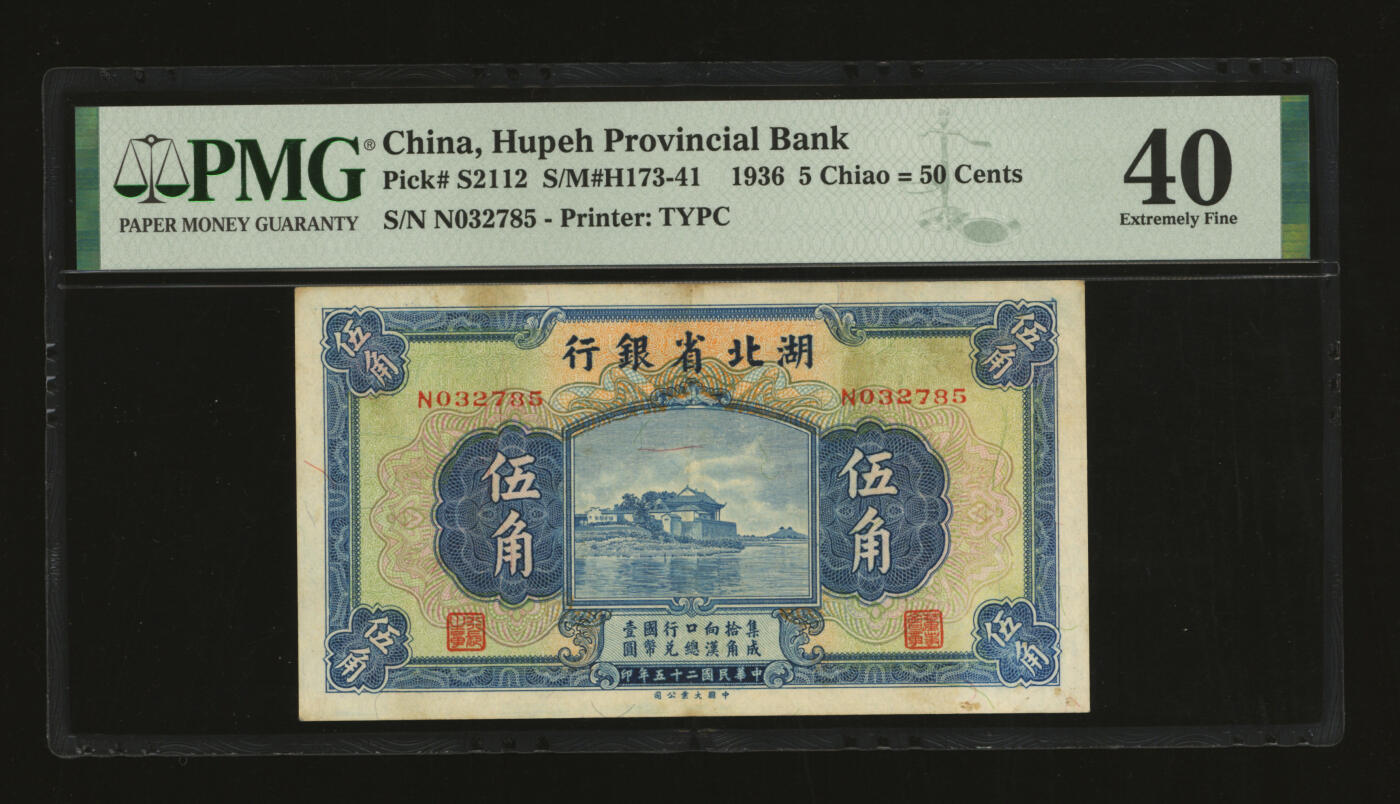 PMG®
PAPER MONEY GUARANTY
China, Hupeh Provincial Bank
Pick# S2112 S/M#H173-41 1936 5 Chiao = 50 Cents
S/N N032785 - Printer: TYPC
40
Extremely Fine
伍角
伍角
湖北省銀行
N032785
N032785
伍角
伍角
集成
拾角
向漢
口總
行兌
國幣
壹圓
伍角
伍角
中華民國二十五年印
中國大業公司